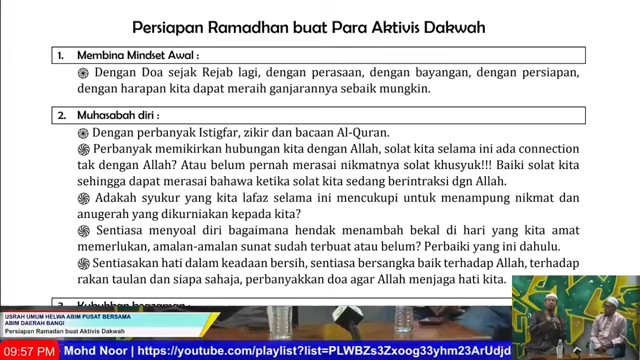 Persiapan Ramadhan buat Para Aktivis Dakwah
1. Membina Mindset Awal :
Dengan Doa sejak Rejab lagi, dengan perasaan, dengan bayangan, dengan persiapan,
dengan harapan kita dapat meraih ganjarannya sebaik mungkin.
2. Muhasabah diri :
Dengan perbanyak Istigfar, zikir dan bacaan Al-Quran.
Perbanyak memikirkan hubungan kita dengan Allah, solat kita selama ini ada connection
tak dengan Allah? Atau belum pernah merasai nikmatnya solat khusyuk!!! Baiki solat kita
sehingga dapat merasai bahawa ketika solat kita sedang berintraksi dgn Allah.
Adakah syukur yang kita lafaz selama ini mencukupi untuk menampung nikmat dan
anugerah yang dikurniakan kepada kita?
Sentiasa menyoal diri bagaimana hendak menambah bekal di hari yang kita amat
memerlukan, amalan-amalan sunat sudah terbuat atau belum? Perbaiki yang ini dahulu.
Sentiasakan hati dalam keadaan bersih, sentiasa bersangka baik terhadap Allah, terhadap
rakan taulan dan siapa sahaja, perbanyakkan doa agar Allah menjaga hati kita.
3. Kukuhkan keazaman :
USRAH UMUM HELWA ABIM PUSAT BERSAMA
ABIM DAERAH BANGI
Persiapan Ramadan buat Aktivis Dakwah
09:57 PM Mohd Noor | https://youtube.com/playlist?list=PLWBZs3Zxoog33yhm23ArUdjd